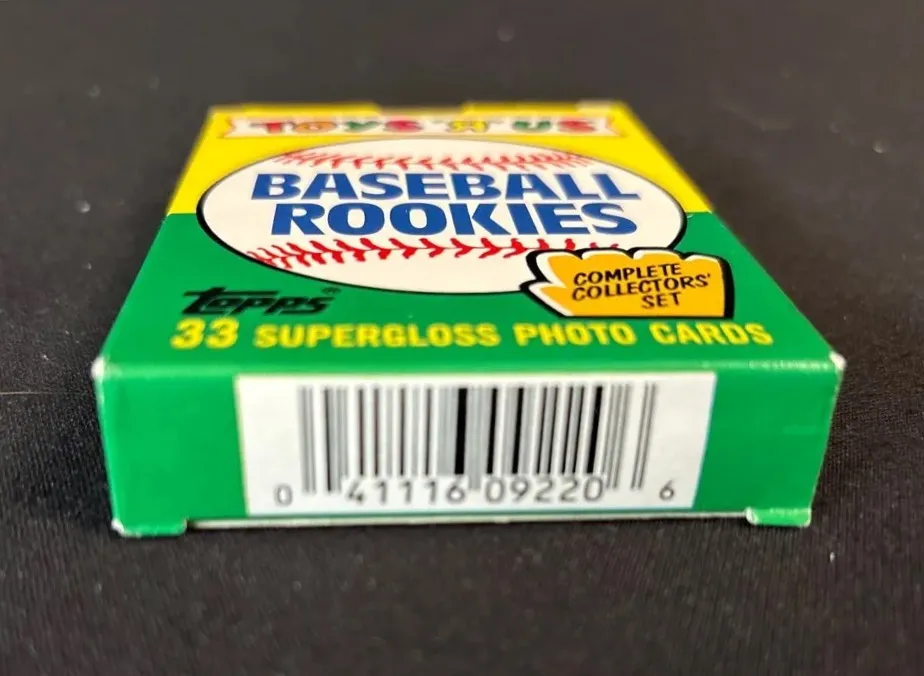 TOYS "R" US
BASEBALL
ROOKIES
COMPLETE
COLLECTORS'
SET
topps®
33 SUPERGLOSS PHOTO CARDS
0 41116 09220 6